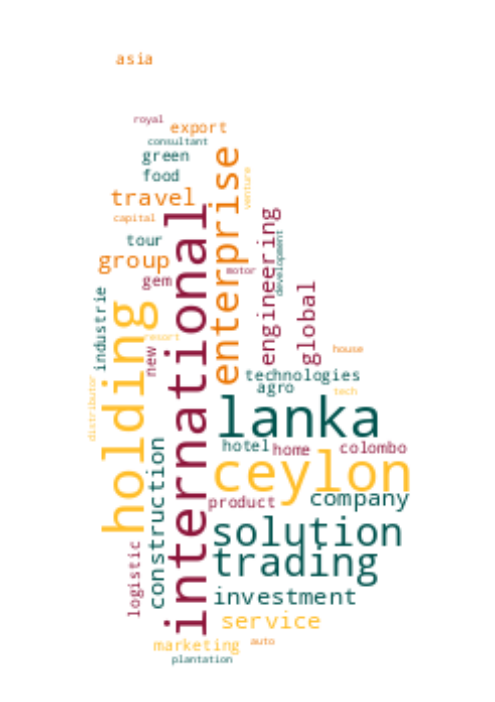 asia
royal
export
consultant
green
food
enterprise
venture
travel
international
capital
engineering
development
tour
group
motor
gem
global
industrie
holding
resort
new
house
technologies
distributor
agro
tech
lanka
construction
hotel
home
colombo
ceylon
product
company
solution
logistic
trading
investment
service
marketing
auto
plantation